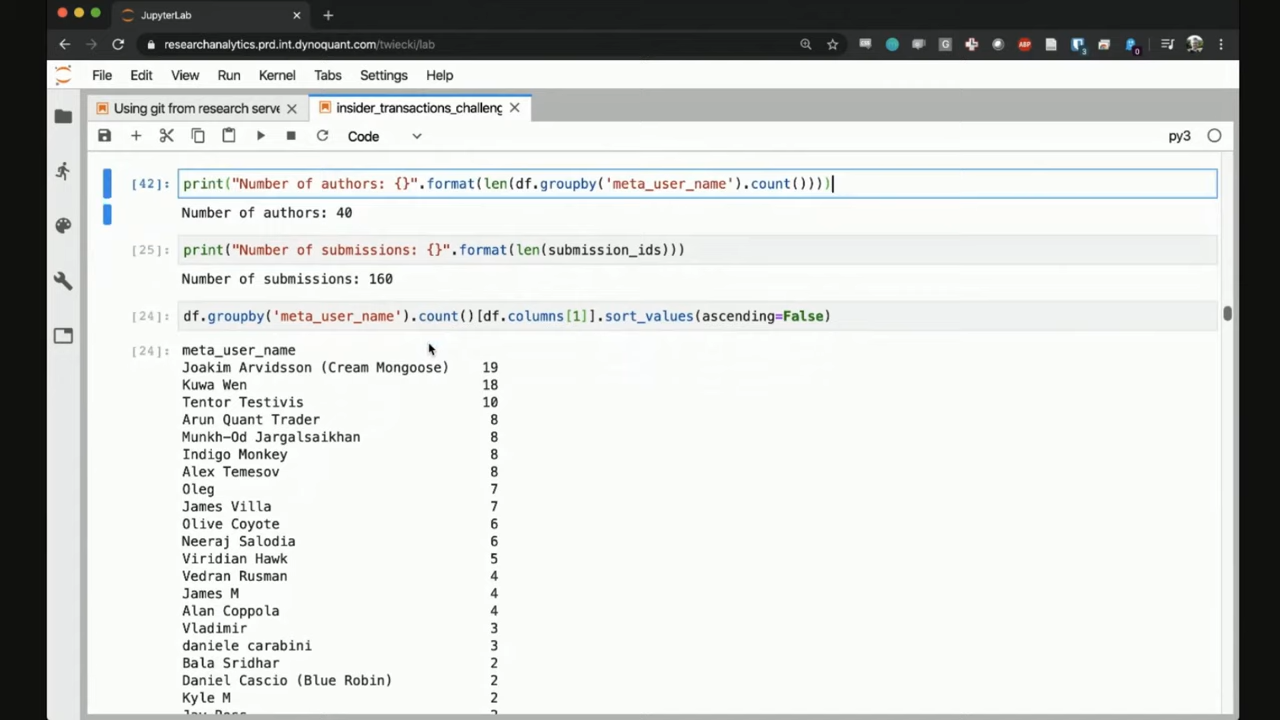 JupyterLab
researchanalytics.prd.int.dynoquant.com/twiecki/lab
File Edit View Run Kernel Tabs Settings Help
Using git from research serve insider_transactions_challeng
Code py3
[42]: print("Number of authors: {}".format(len(df.groupby('meta_user_name').count())))
Number of authors: 40
[25]: print("Number of submissions: {}".format(len(submission_ids)))
Number of submissions: 160
[24]: df.groupby('meta_user_name').count()[df.columns[1]].sort_values(ascending=False)
[24]: meta_user_name
Joakim Arvidsson (Cream Mongoose) 19
Kuwa Wen 18
Tentor Testivis 10
Arun Quant Trader 8
Munkh-Od Jargalsaikhan 8
Indigo Monkey 8
Alex Temesov 8
Oleg 7
James Villa 7
Olive Coyote 6
Neeraj Salodia 6
Viridian Hawk 5
Vedran Rusman 4
James M 4
Alan Coppola 4
Vladimir 3
daniele carabini 3
Bala Sridhar 2
Daniel Cascio (Blue Robin) 2
Kyle M 2